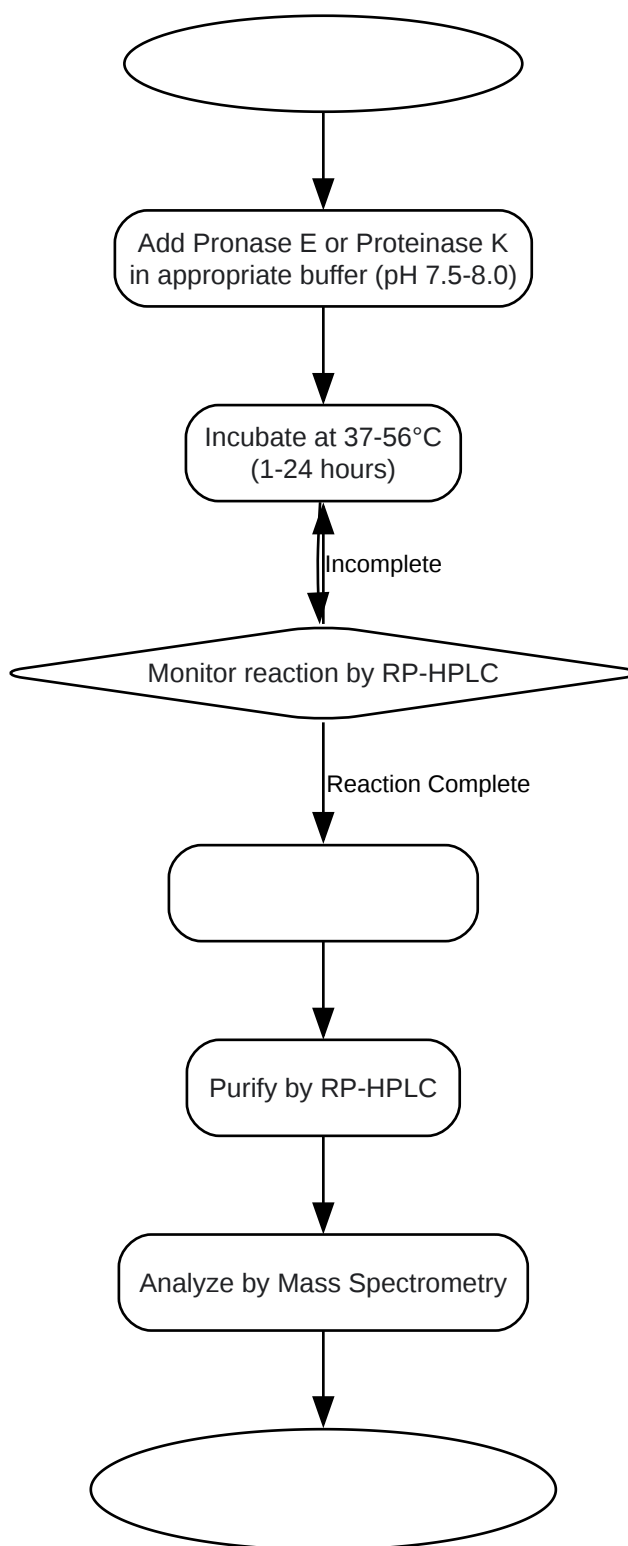 Add Pronase E or Proteinase K
in appropriate buffer (pH 7.5-8.0)
Incubate at 37-56°C
(1-24 hours)
Incomplete
Monitor reaction by RP-HPLC
Reaction Complete
Purify by RP-HPLC
Analyze by Mass Spectrometry